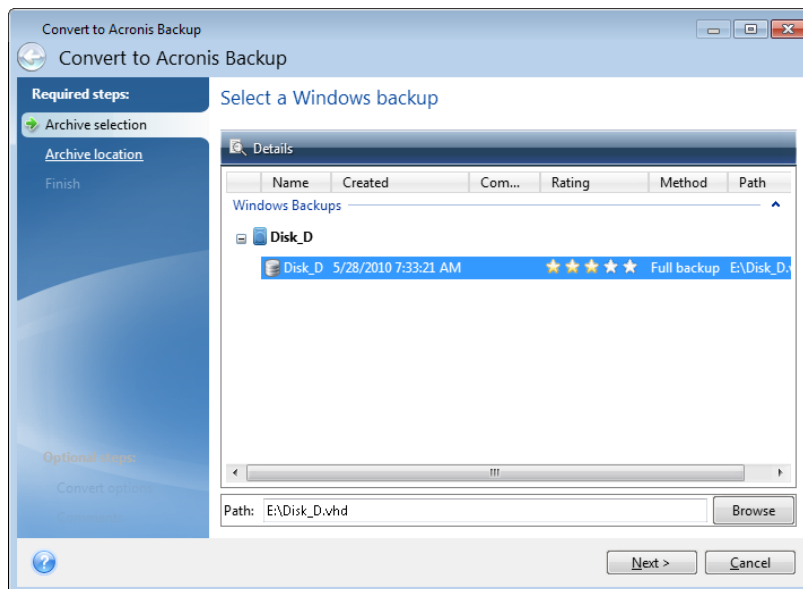 Convert to Acronis Backup
Convert to Acronis Backup
Required steps:
Archive selection
Archive location
Finish
Optional steps:
Convert options
Select a Windows backup
Details
Name Created Com... Rating Method Path
Windows Backups
Disk_D
Disk_D 5/28/2010 7:33:21 AM Full backup E:\Disk_D.v
Path: E:\Disk_D.vhd Browse
Next > Cancel